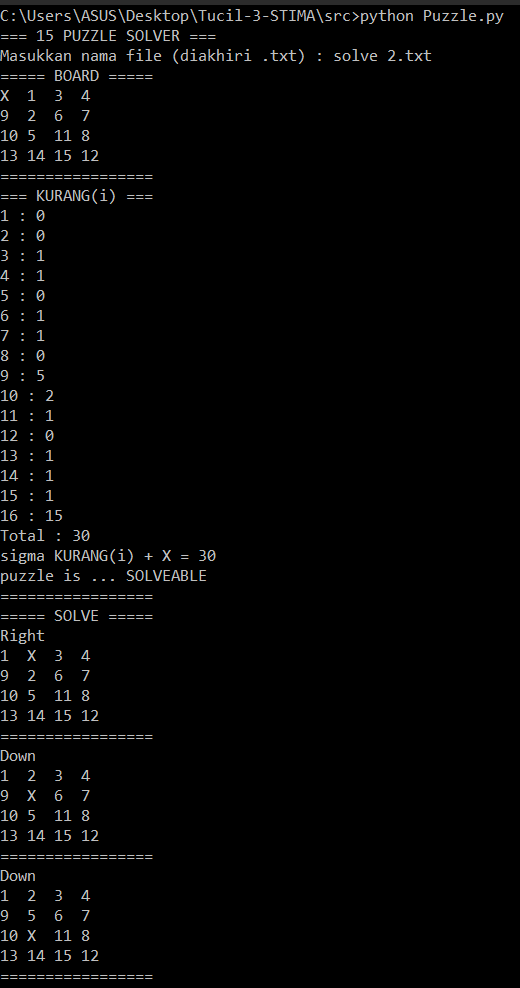 C:\Users\ASUS\Desktop\Tucil-3-STIMA\src>python Puzzle.py
=== 15 PUZZLE SOLVER ===
Masukkan nama file (diakhiri .txt) : solve 2.txt
===== BOARD =====
X  1  3  4
9  2  6  7
10 5  11 8
13 14 15 12
=================
=== KURANG(i) ===
1 : 0
2 : 0
3 : 1
4 : 1
5 : 0
6 : 1
7 : 1
8 : 0
9 : 5
10 : 2
11 : 1
12 : 0
13 : 1
14 : 1
15 : 1
16 : 15
Total : 30
sigma KURANG(i) + X = 30
puzzle is ... SOLVEABLE
=================
===== SOLVE =====
Right
1  X  3  4
9  2  6  7
10 5  11 8
13 14 15 12
=================
Down
1  2  3  4
9  X  6  7
10 5  11 8
13 14 15 12
=================
Down
1  2  3  4
9  5  6  7
10 X  11 8
13 14 15 12
=================